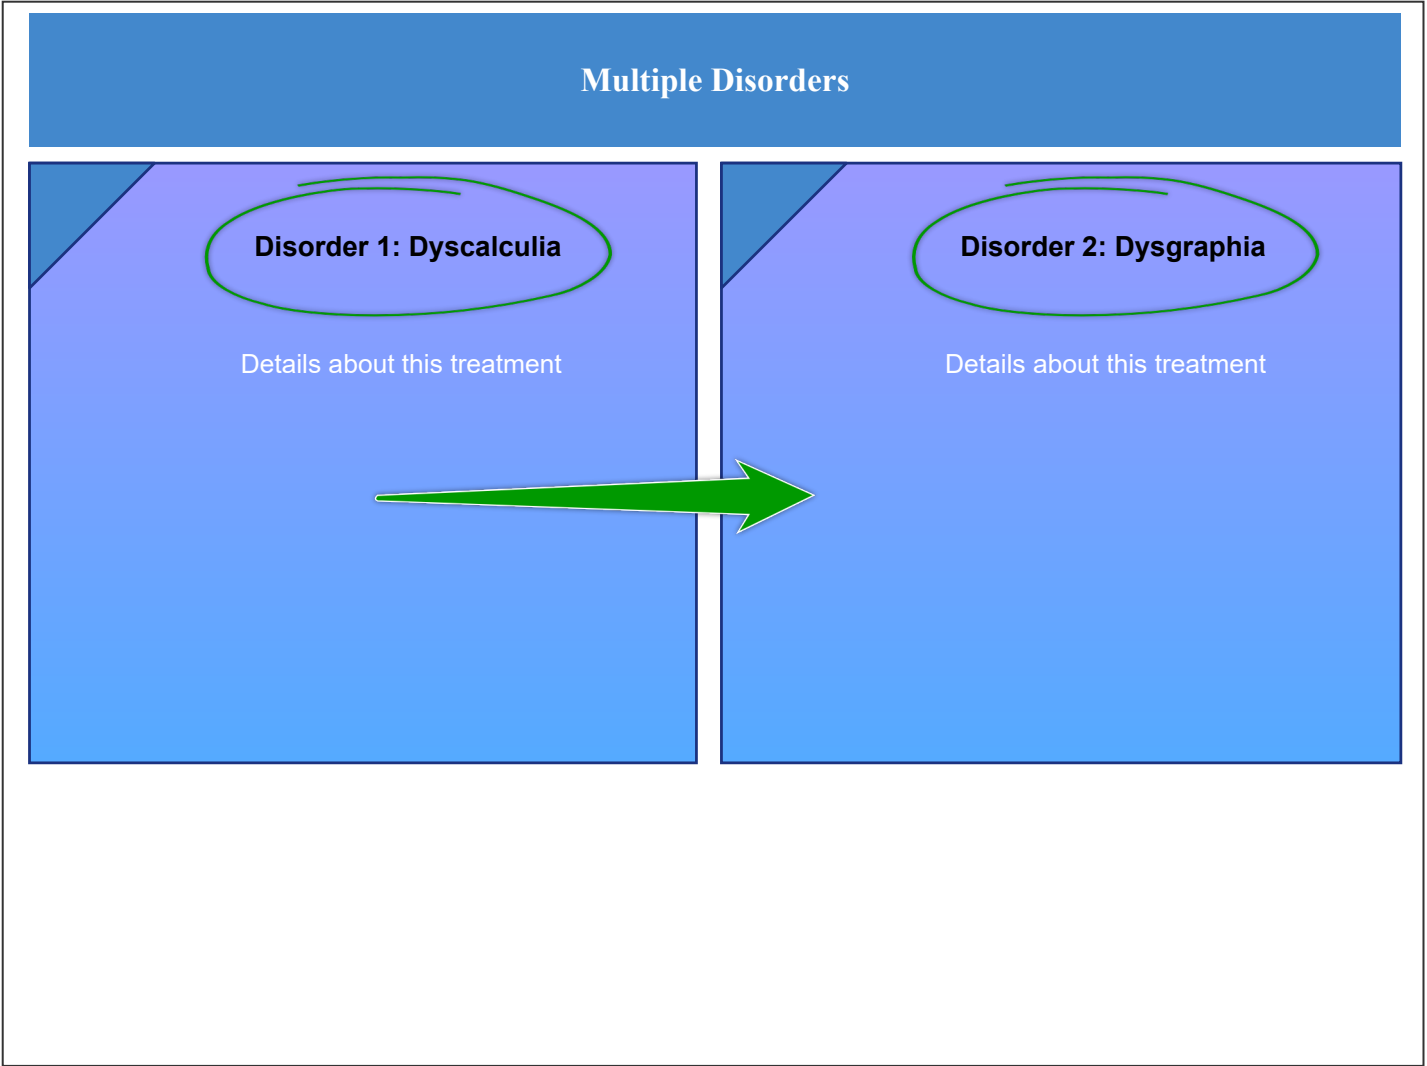 Multiple Disorders
Disorder 1: Dyscalculia
Details about this treatment
Disorder 2: Dysgraphia
Details about this treatment